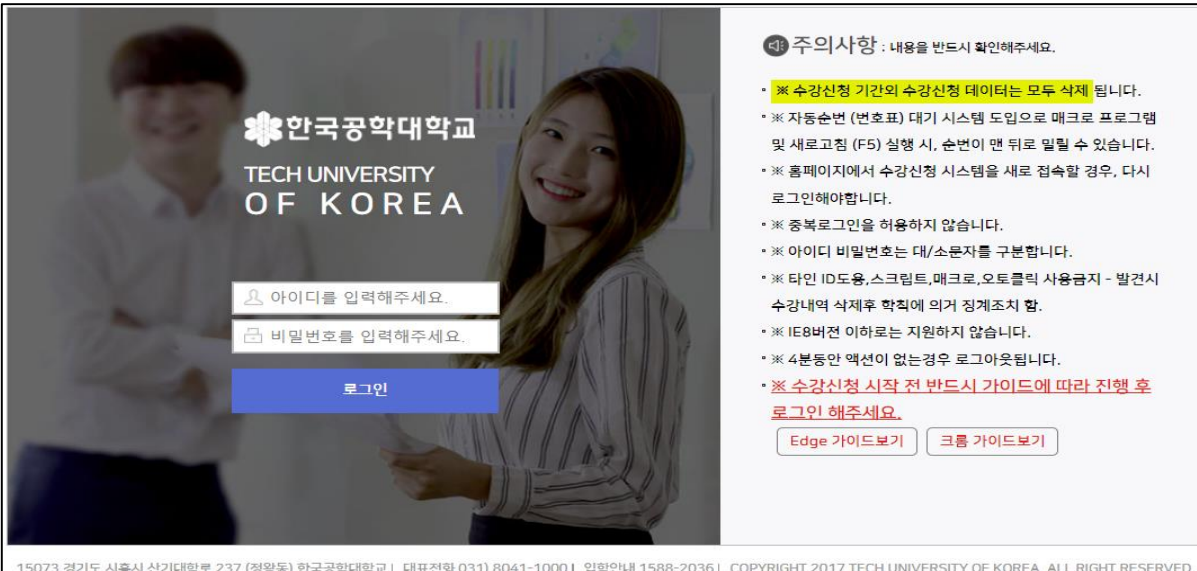 한국공학대학교
TECH UNIVERSITY
OF KOREA
아이디를 입력해주세요.
비밀번호를 입력해주세요.
로그인
주의사항 : 내용을 반드시 확인해주세요.
※ 수강신청 기간외 수강신청 데이터는 모두 삭제 됩니다.
※ 자동순번 (번호표) 대기 시스템 도입으로 매크로 프로그램
및 새로고침 (F5) 실행 시, 순번이 맨 뒤로 밀릴 수 있습니다.
※ 홈페이지에서 수강신청 시스템을 새로 접속할 경우, 다시
로그인해야합니다.
※ 중복로그인을 허용하지 않습니다.
※ 아이디 비밀번호는 대/소문자를 구분합니다.
※ 타인 ID도용,스크립트,매크로,오토클릭 사용금지 - 발견시
수강내역 삭제후 학칙에 의거 징계조치 함.
※ IE8버전 이하로는 지원하지 않습니다.
※ 4분동안 액션이 없는경우 로그아웃됩니다.
※ 수강신청 시작 전 반드시 가이드에 따라 진행 후
로그인 해주세요.
Edge 가이드보기 크롬 가이드보기
15073 경기도 시흥시 산기대학로 237 (정왕동) 한국공학대학교 | 대표전화 031) 8041-1000 | 입학안내 1588-2036 | COPYRIGHT 2017 TECH UNIVERSITY OF KOREA. ALL RIGHT RESERVED